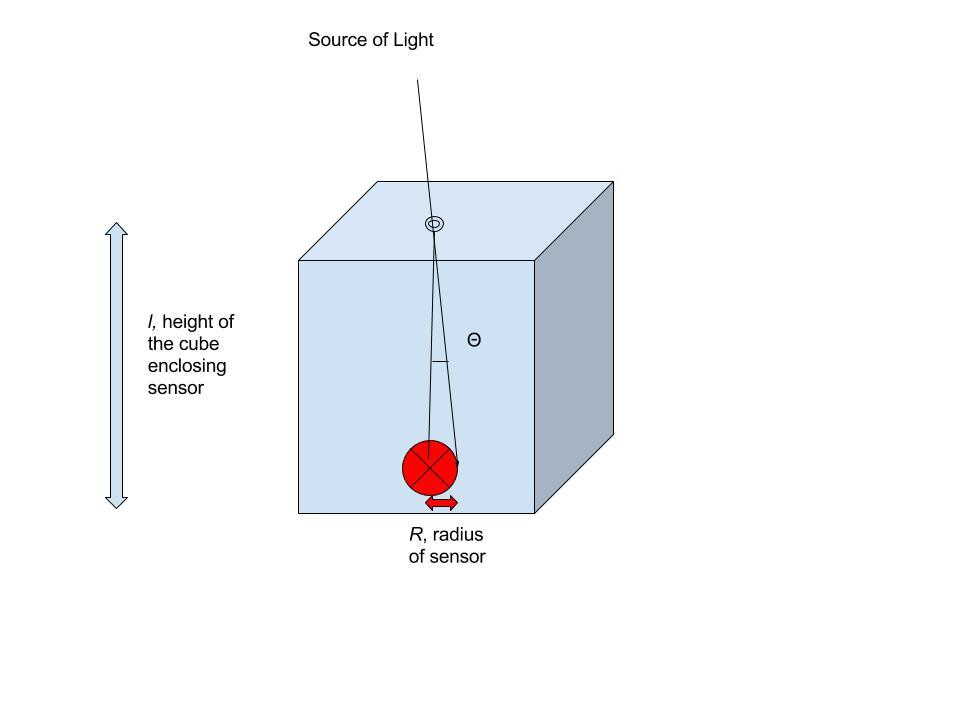 Source of Light
l, height of
the cube
enclosing
sensor
Θ
R, radius
of sensor